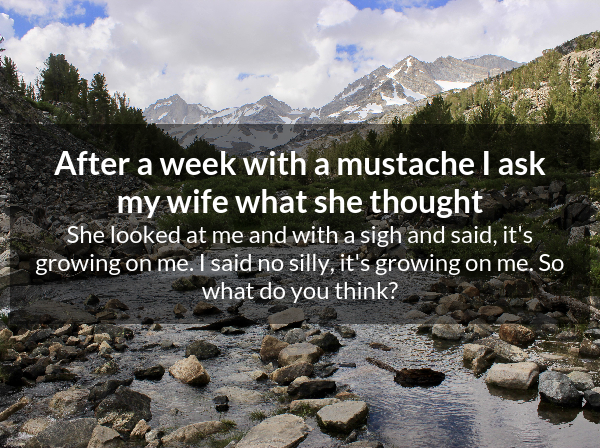 After a week with a mustache I ask
my wife what she thought
She looked at me and with a sigh and said, it's
growing on me. I said no silly, it's growing on me. So
what do you think?